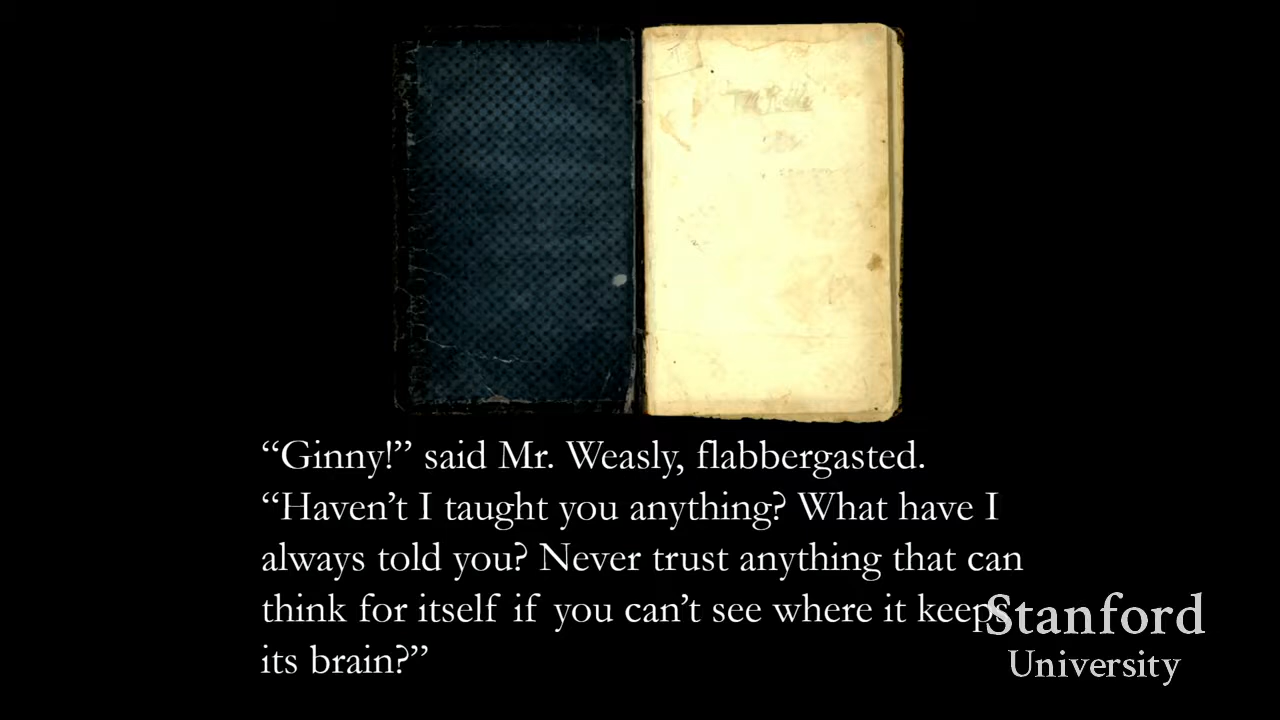 “Ginny!” said Mr. Weasly, flabbergasted.
“Haven’t I taught you anything? What have I
always told you? Never trust anything that can
think for itself if you can’t see where it keeps
its brain?”
Stanford
University